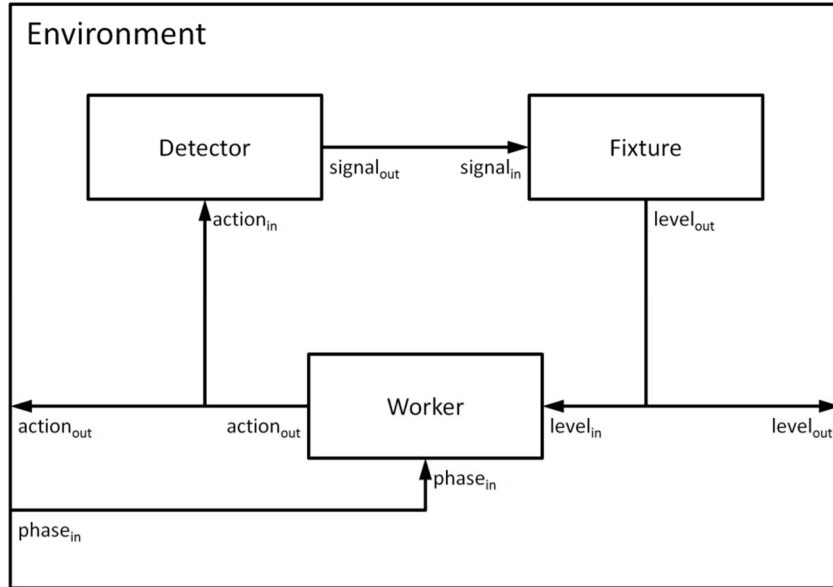 Environment
Detector
Fixture
signalout
signalin
actionin
levelout
Worker
actionout
actionout
levelin
levelout
phasein
phasein